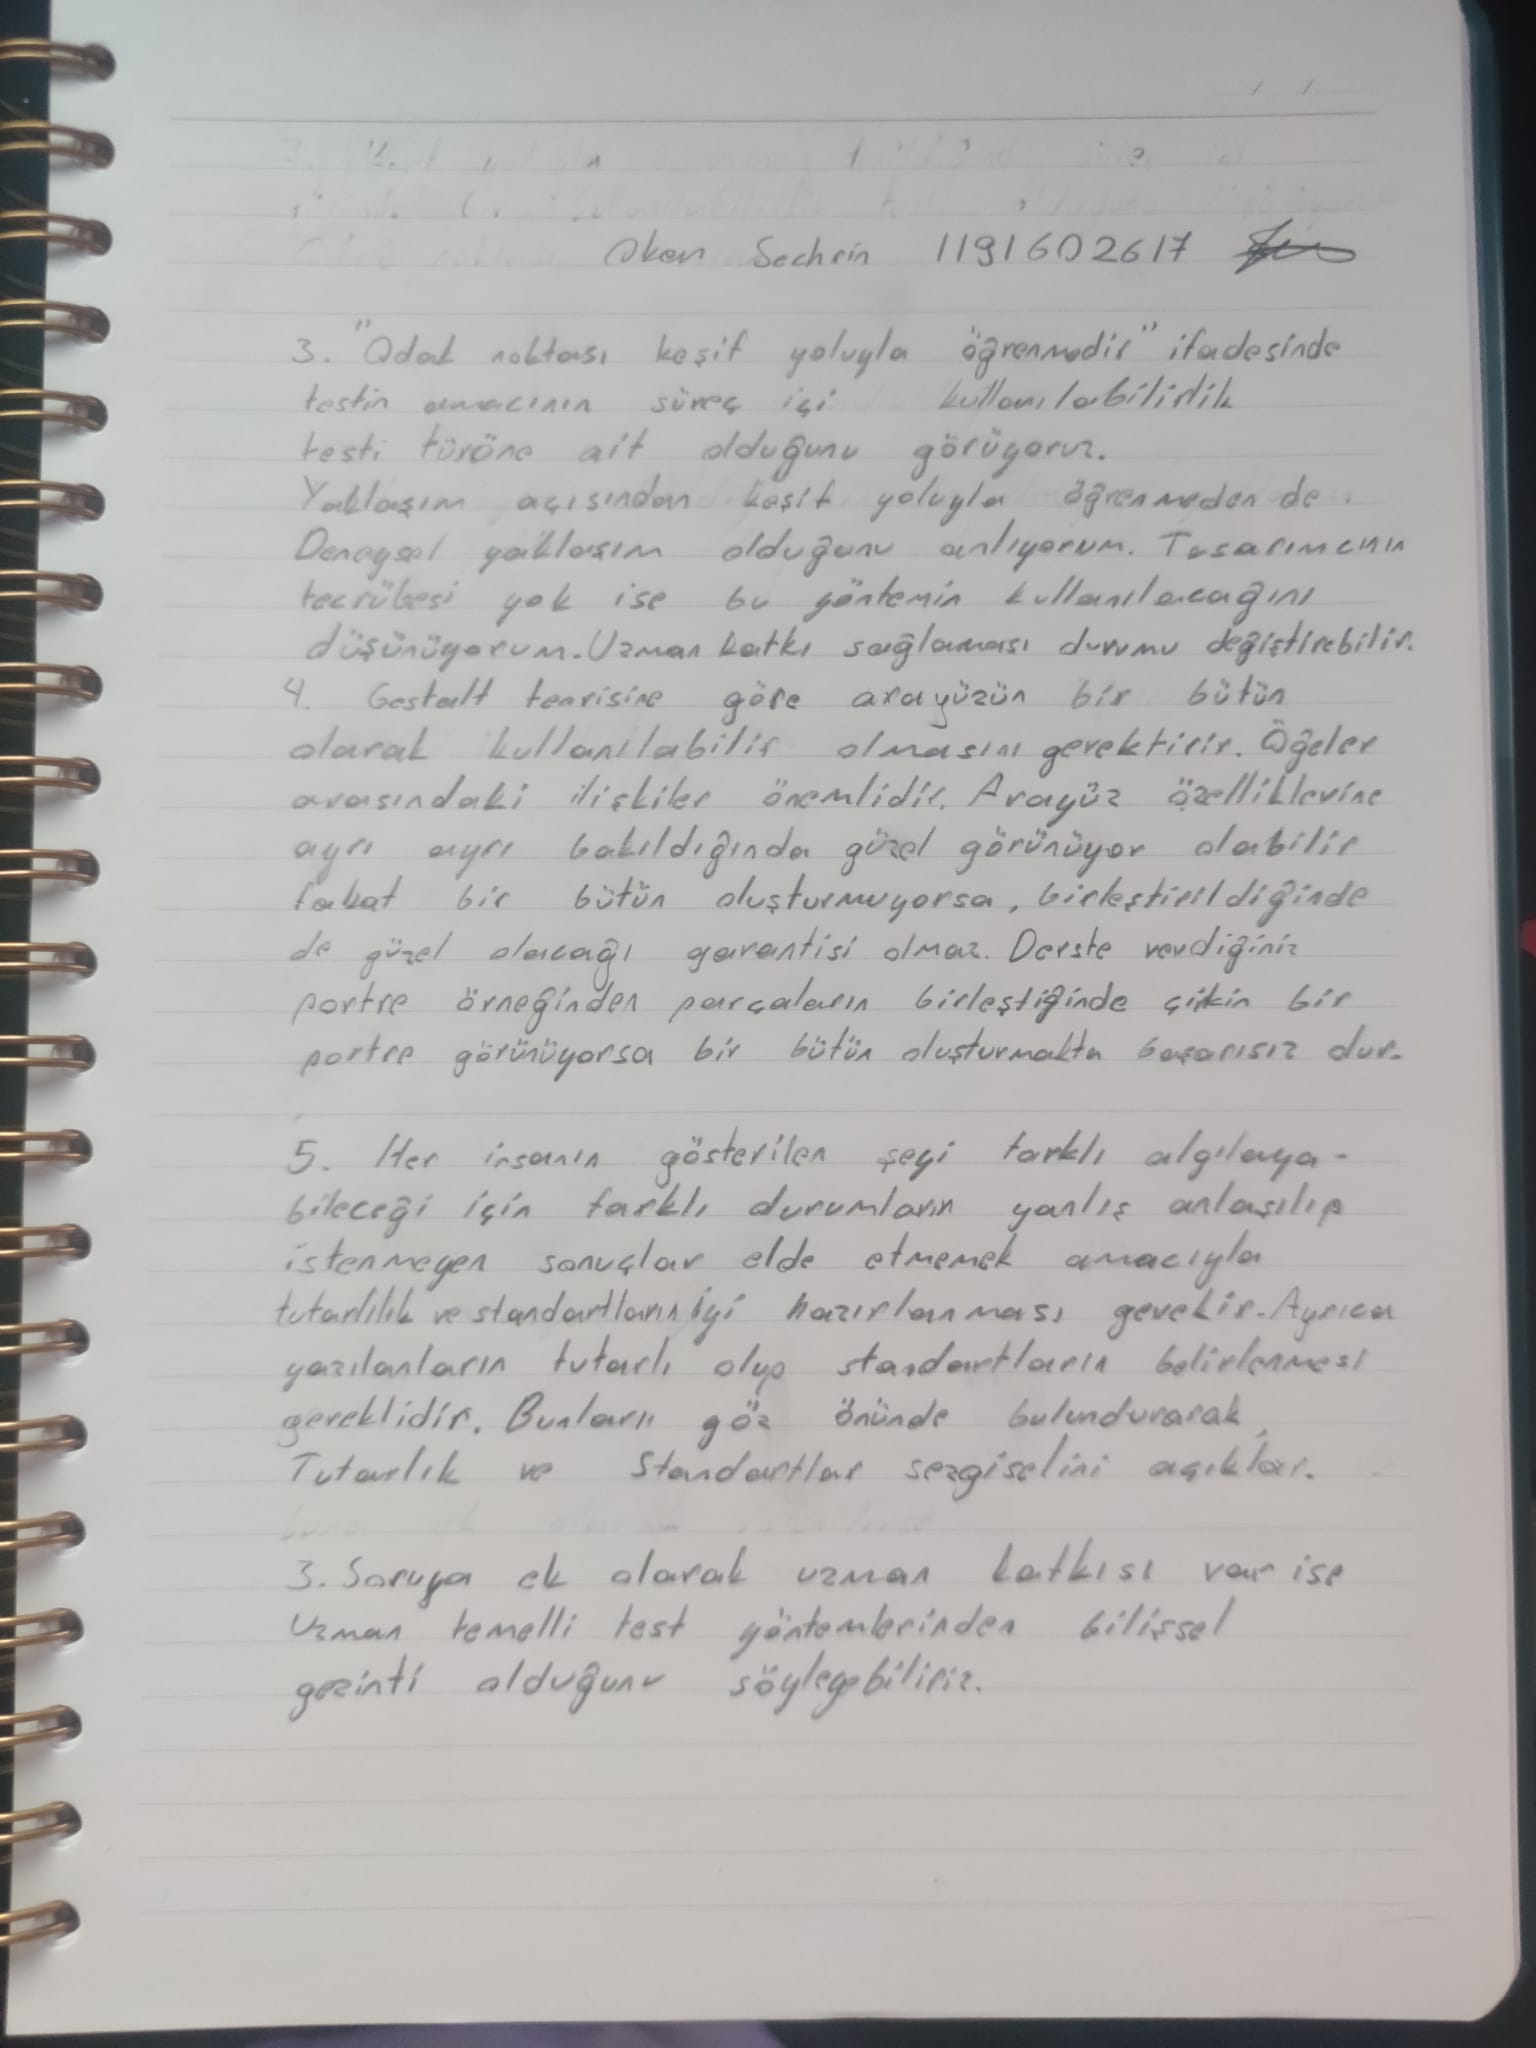 Okan Sechrin 1191602617
3. "Odak noktası keşif yoluyla öğrenmedir" ifadesinde
testin amacının süreç içi kullanılabilirlik
testi türüne ait olduğunu görüyoruz.
Yaklaşım açısından keşif yoluyla öğrenmeden de
Deneysel yaklaşım olduğunu anlıyorum. Tasarımcının
tecrübesi yok ise bu yöntemin kullanılacağını
düşünüyorum. Uzman katkı sağlaması durumu değiştirebilir.
4. Gestalt teorisine göre arayüzün bir bütün
olarak kullanılabilir olmasını gerektirir. Öğeler
arasındaki ilişkiler önemlidir. Arayüz özelliklerine
ayrı ayrı bakıldığında güzel görünüyor olabilir
fakat bir bütün oluşturmuyorsa, birleştirildiğinde
de güzel olacağı garantisi olmaz. Derste verdiğiniz
portre örneğinden parçaların birleştiğinde çirkin bir
portre görünüyorsa bir bütün oluşturmakta başarısız dur.
5. Her insanın gösterilen şeyi farklı algılaya-
bileceği için farklı durumların yanlış anlaşılıp
istenmeyen sonuçlar elde etmemek amacıyla
tutarlılık ve standartların iyi hazırlanması gerekir. Ayrıca
yazılanların tutarlı olup standartların belirlenmesi
gereklidir. Bunları göz önünde bulundurarak
Tutarlık ve Standartlar sezgiselini açıklar.
3. Soruya ek olarak uzman katkısı var ise
Uzman temelli test yöntemlerinden bilişsel
gezinti olduğunu söyleyebiliriz.